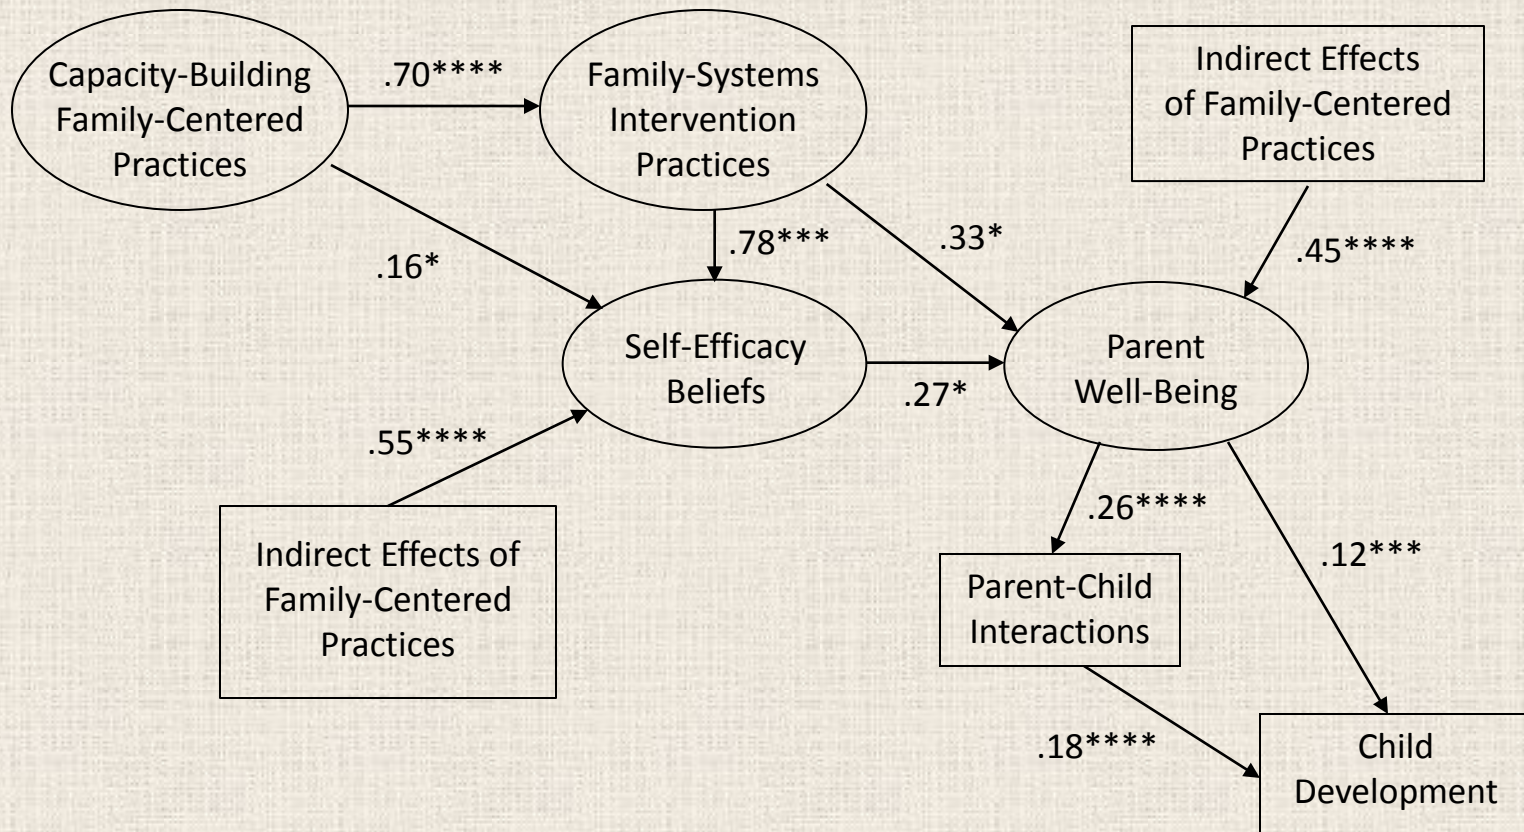 Capacity-Building
Family-Centered
Practices
.70****
Family-Systems
Intervention
Practices
Indirect Effects
of Family-Centered
Practices
.16*
.78***
.33*
.45****
Self-Efficacy
Beliefs
.27*
Parent
Well-Being
.55****
Indirect Effects of
Family-Centered
Practices
.26****
.12***
Parent-Child
Interactions
.18****
Child
Development